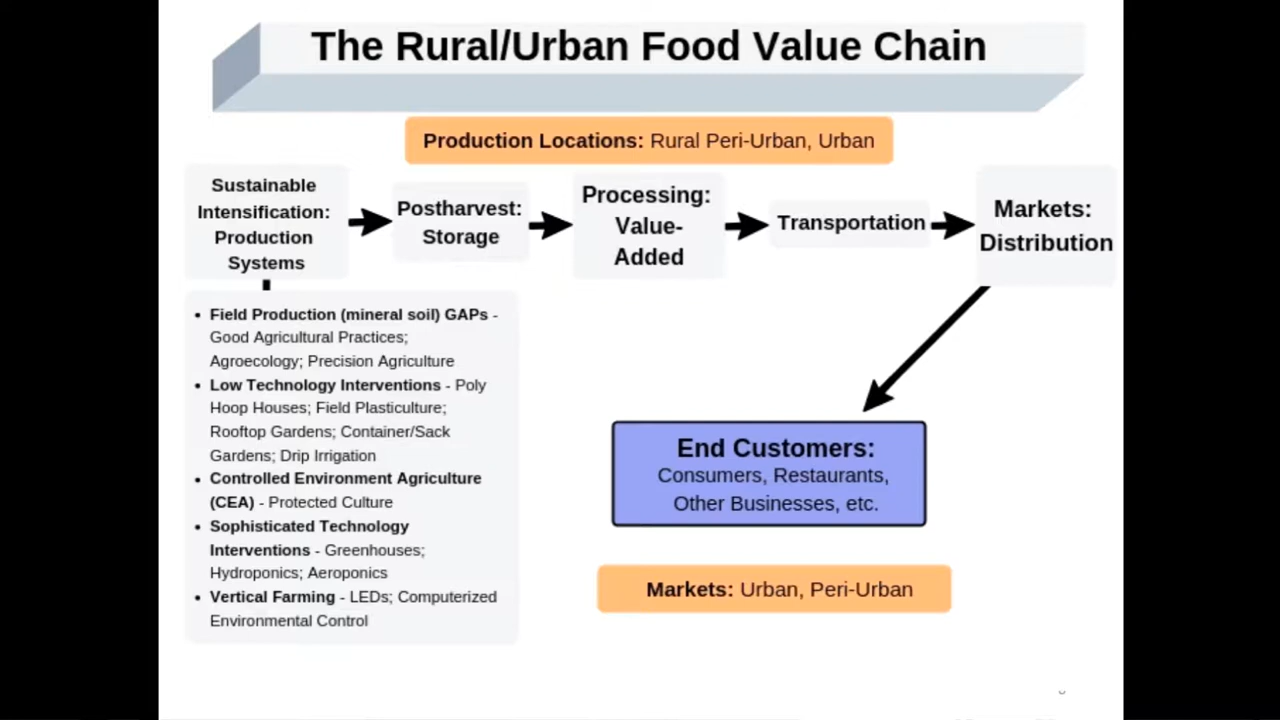 The Rural/Urban Food Value Chain
Production Locations: Rural Peri-Urban, Urban
Sustainable
Intensification:
Production
Systems
Postharvest:
Storage
Processing:
Value-
Added
Transportation
Markets:
Distribution
• Field Production (mineral soil) GAPs -
Good Agricultural Practices;
Agroecology; Precision Agriculture
• Low Technology Interventions - Poly
Hoop Houses; Field Plasticulture;
Rooftop Gardens; Container/Sack
Gardens; Drip Irrigation
• Controlled Environment Agriculture
(CEA) - Protected Culture
• Sophisticated Technology
Interventions - Greenhouses;
Hydroponics; Aeroponics
• Vertical Farming - LEDs; Computerized
Environmental Control
End Customers:
Consumers, Restaurants,
Other Businesses, etc.
Markets: Urban, Peri-Urban